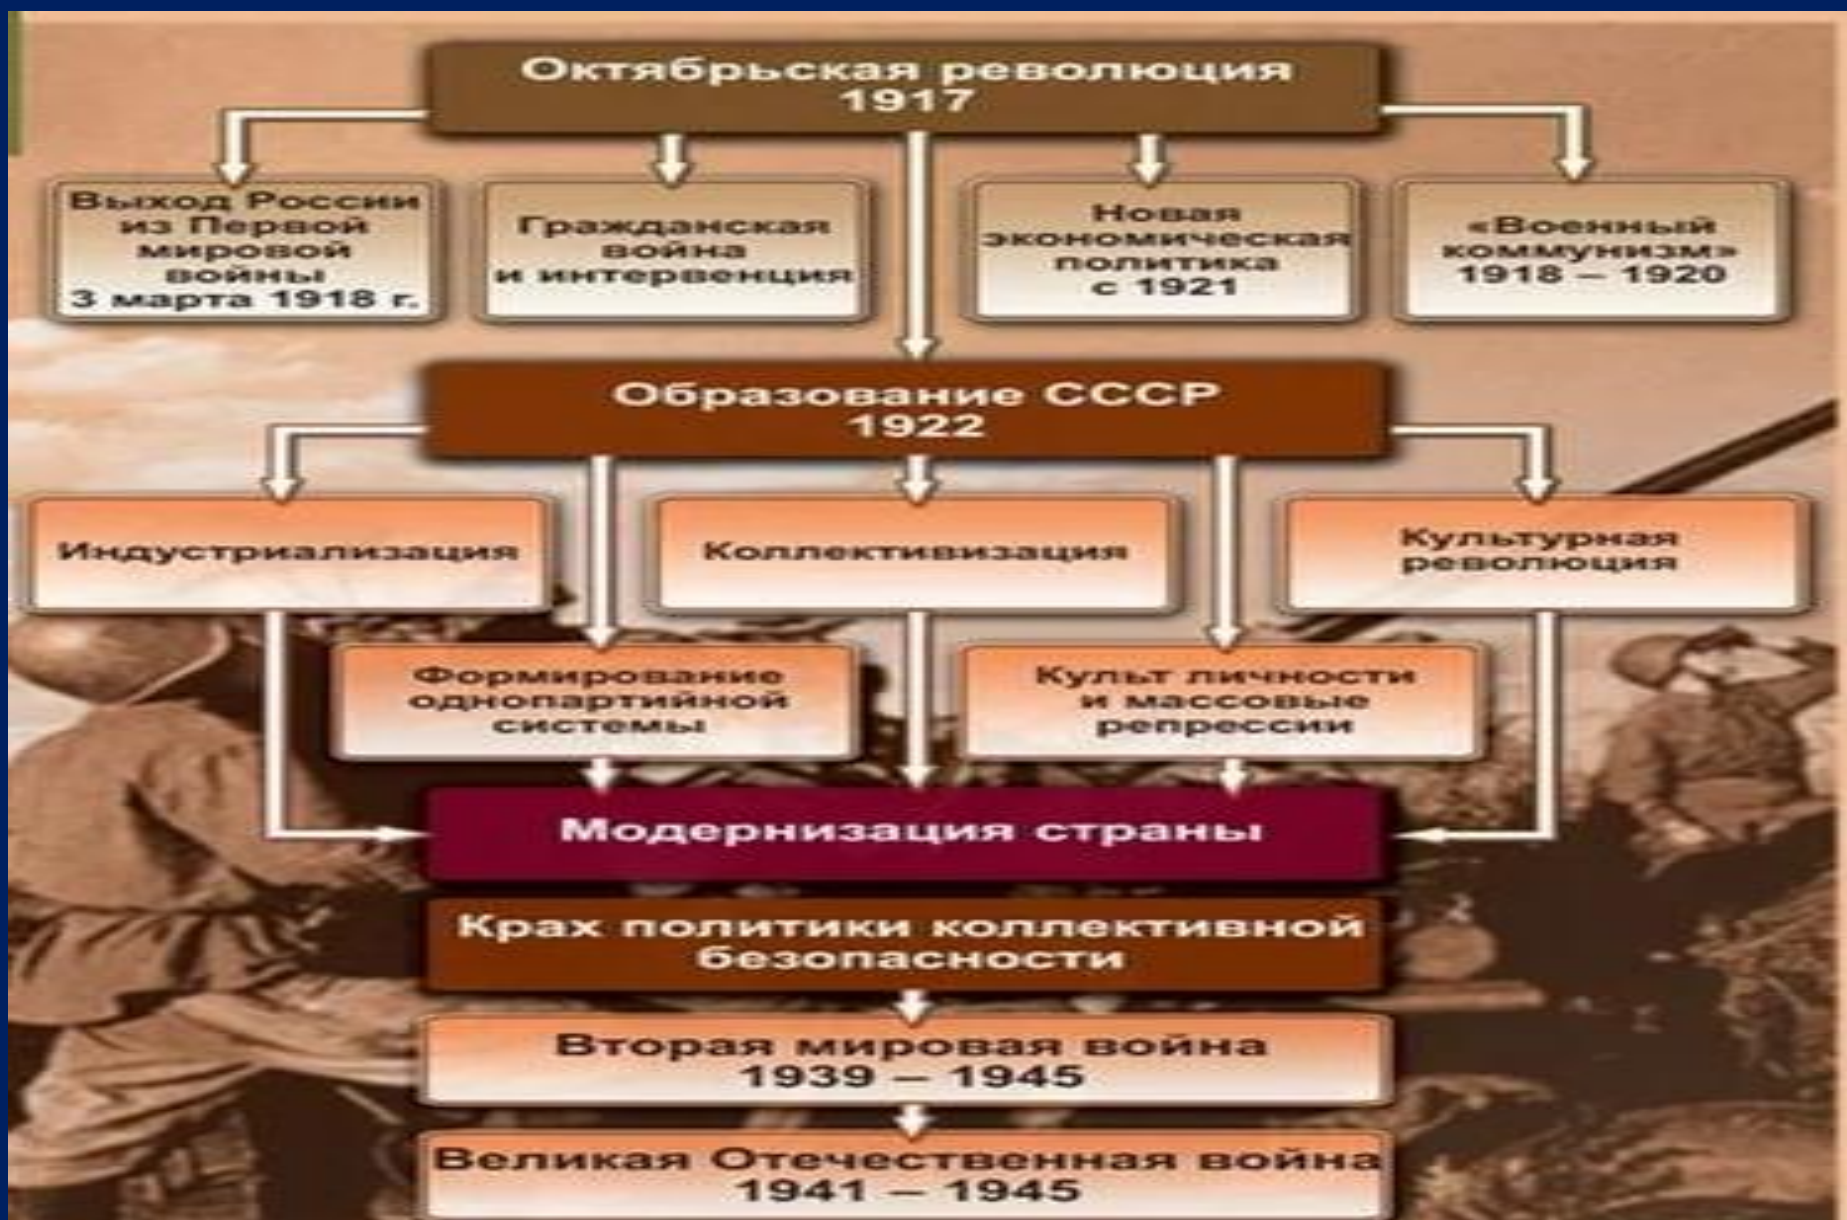 Октябрьская революция
1917
Выход России
из Первой
мировой
войны
3 марта 1918 г.
Гражданская
война
и интервенция
Новая
экономическая
политика
с 1921
«Военный
коммунизм»
1918 – 1920
Образование СССР
1922
Индустриализация
Коллективизация
Культурная
революция
Формирование
однопартийной
системы
Культ личности
и массовые
репрессии
Модернизация страны
Крах политики коллективной
безопасности
Вторая мировая война
1939 – 1945
Великая Отечественная война
1941 – 1945